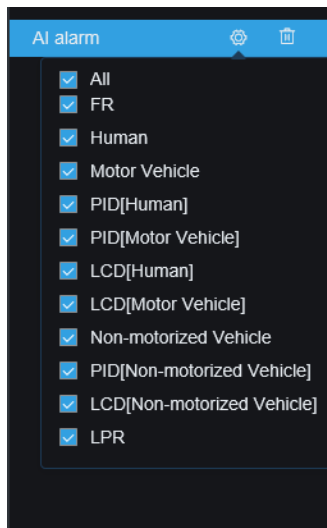 AI alarm
All
FR
Human
Motor Vehicle
PID[Human]
PID[Motor Vehicle]
LCD[Human]
LCD[Motor Vehicle]
Non-motorized Vehicle
PID[Non-motorized Vehicle]
LCD[Non-motorized Vehicle]
LPR